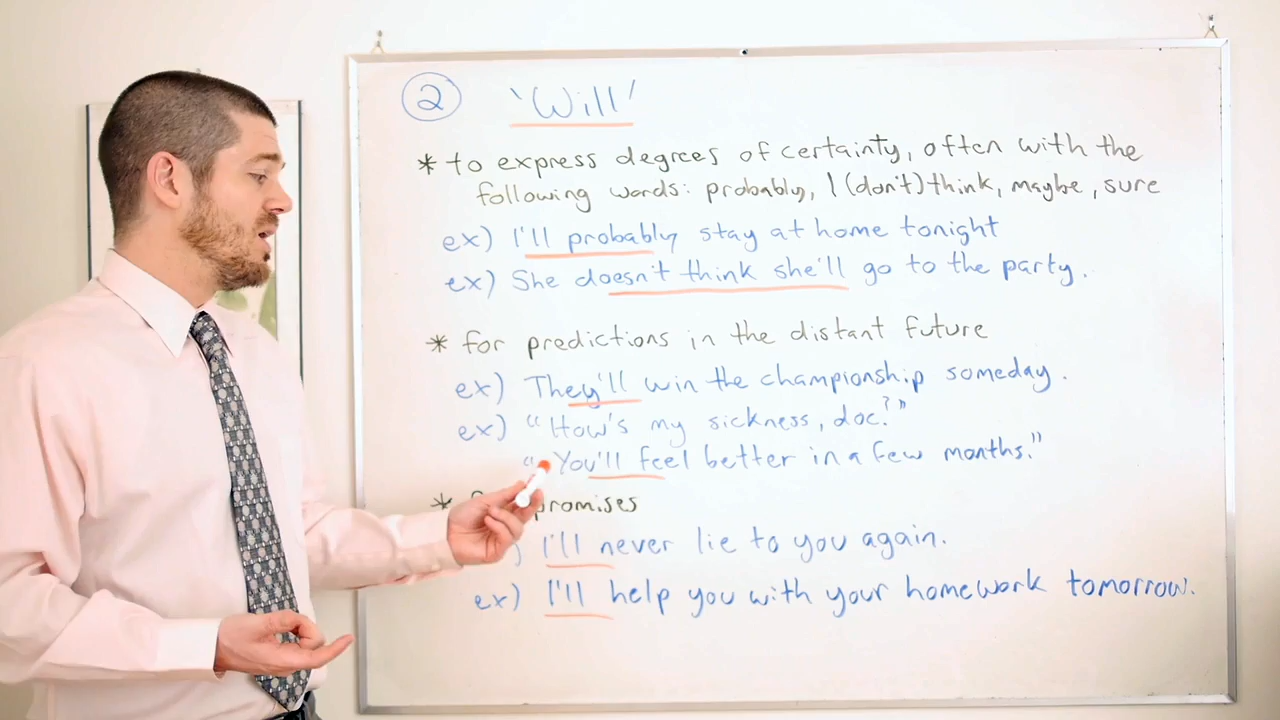 2 'Will'
* to express degrees of certainty, often with the
following words: probably, I (don't) think, maybe, sure
ex) I'll probably stay at home tonight
ex) She doesn't think she'll go to the party.
* for predictions in the distant future
ex) They'll win the championship someday.
ex) "How's my sickness, doc?"
"You'll feel better in a few months."
* promises
) I'll never lie to you again.
ex) I'll help you with your homework tomorrow.